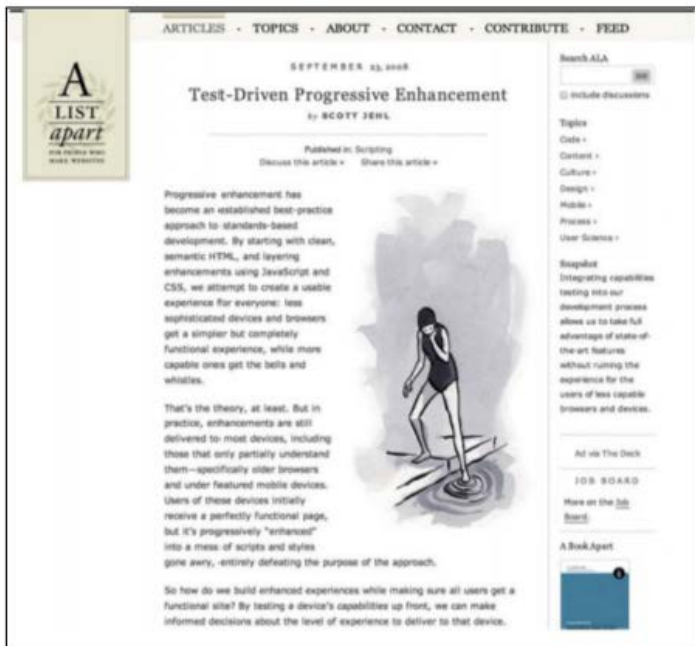 ARTICLES • TOPICS • ABOUT • CONTACT • CONTRIBUTE • FEED
A
LIST
apart
FOR PEOPLE WHO
MAKE WEBSITES
SEPTEMBER 23, 2008
Test-Driven Progressive Enhancement
by SCOTT JEHL
Published in: Scripting
Discuss this article » Share this article »
Progressive enhancement has
become an established best-practice
approach to standards-based
development. By starting with clean,
semantic HTML, and layering
enhancements using JavaScript and
CSS, we attempt to create a usable
experience for everyone: less
sophisticated devices and browsers
get a simpler but completely
functional experience, while more
capable ones get the bells and
whistles.
That's the theory, at least. But in
practice, enhancements are still
delivered to most devices, including
those that only partially understand
them—specifically older browsers
and under featured mobile devices.
Users of these devices initially
receive a perfectly functional page,
but it's progressively "enhanced"
into a mess of scripts and styles
gone awry, entirely defeating the purpose of the approach.
So how do we build enhanced experiences while making sure all users get a
functional site? By testing a device's capabilities up front, we can make
informed decisions about the level of experience to deliver to that device.
Search ALA
include discussions
Topics
Code »
Content »
Culture »
Design »
Mobile »
Process »
User Science »
Snapshot
Integrating capabilities
testing into our
development process
allows us to take full
advantage of state-of-
the-art features
without ruining the
experience for the
users of less capable
browsers and devices.
Ad via The Deck
JOB BOARD
More on the Job
Board.
A Book Apart